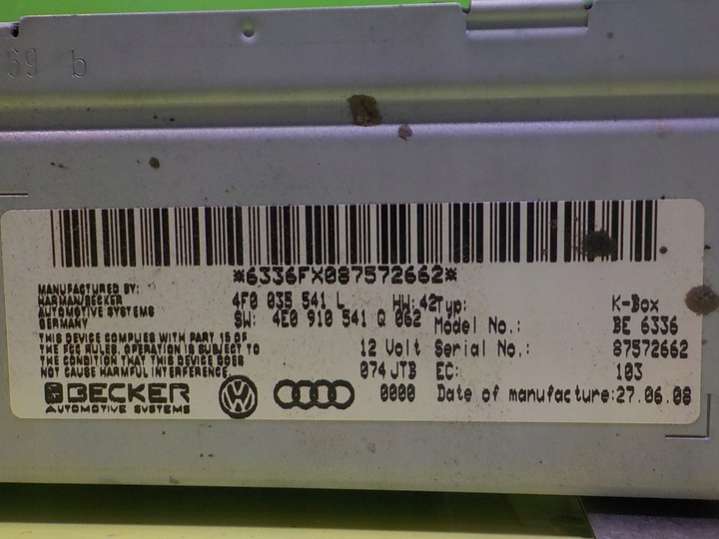 69 b
*6336FX087572662*
MANUFACTURED BY:
HARMAN/BECKER
AUTOMOTIVE SYSTEMS
GERMANY
4F0 035 541 L HW: 42
SW: 4E0 910 541 Q 062
THIS DEVICE COMPLIES WITH PART 15 OF
THE FCC RULES. OPERATION IS SUBJECT TO
THE CONDITION THAT THIS DEVICE DOES
NOT CAUSE HARMFUL INTERFERENCE.
12 Volt
074 JTB
0000
Typ: K-Box
Model No.: BE 6336
Serial No.: 87572662
EC: 103
Date of manufacture:27.06.08
BECKER
AUTOMOTIVE SYSTEMS